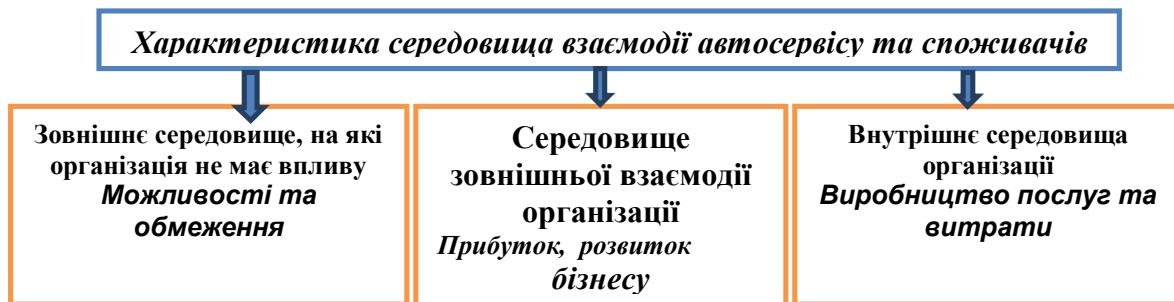 Характеристика середовища взаємодії автосервісу та споживачів
Зовнішнє середовище, на які
організація не має впливу
Можливості та
обмеження
Середовище
зовнішньої взаємодії
організації
Прибуток, розвиток
бізнесу
Внутрішнє середовища
організації
Виробництво послуг та
витрати